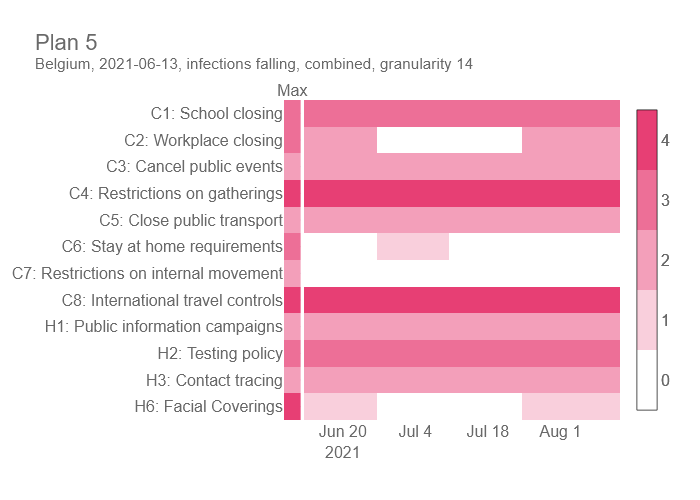 Plan 5
Belgium, 2021-06-13, infections falling, combined, granularity 14
Max
C1: School closing
C2: Workplace closing
C3: Cancel public events
C4: Restrictions on gatherings
C5: Close public transport
C6: Stay at home requirements
C7: Restrictions on internal movement
C8: International travel controls
H1: Public information campaigns
H2: Testing policy
H3: Contact tracing
H6: Facial Coverings
4
3
2
1
0
Jun 20 Jul 4 Jul 18 Aug 1
2021